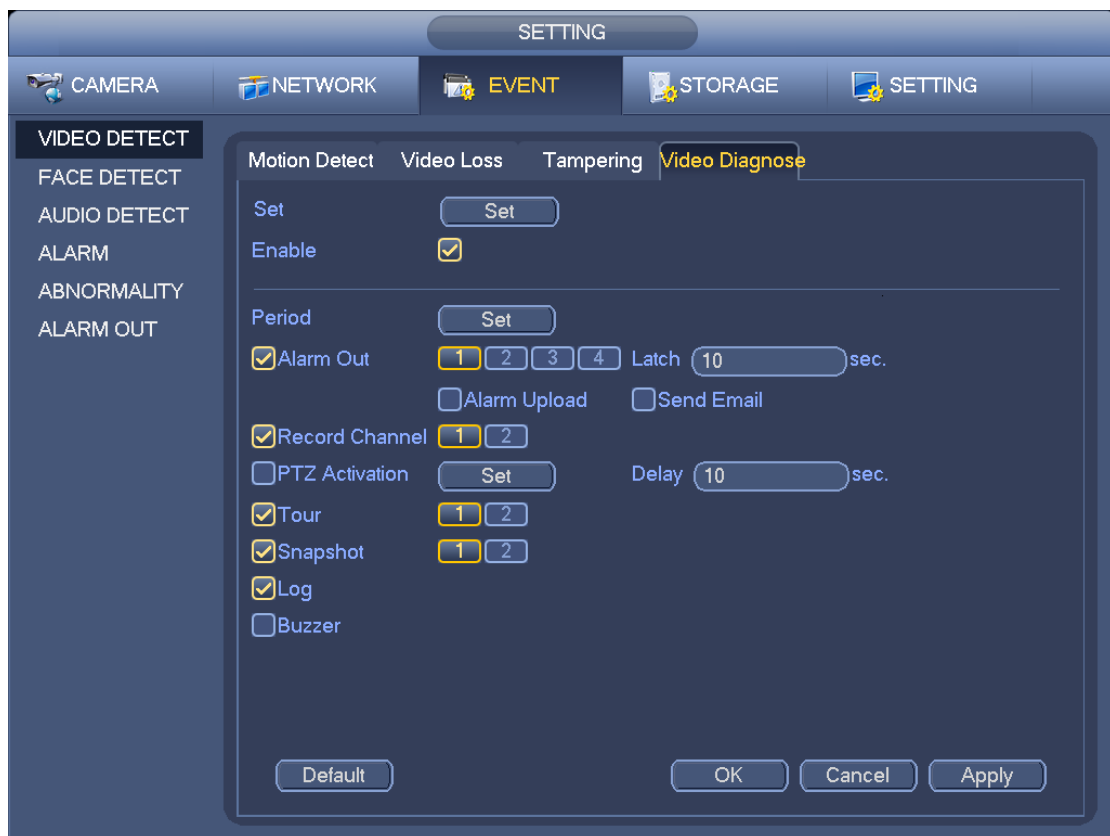 SETTING
CAMERA NETWORK EVENT STORAGE SETTING
VIDEO DETECT
FACE DETECT
AUDIO DETECT
ALARM
ABNORMALITY
ALARM OUT
Motion Detect Video Loss Tampering Video Diagnose
Set Set
Enable
Period Set
Alarm Out 1 2 3 4 Latch 10 sec.
Alarm Upload Send Email
Record Channel 1 2
PTZ Activation Set Delay 10 sec.
Tour 1 2
Snapshot 1 2
Log
Buzzer
Default OK Cancel Apply